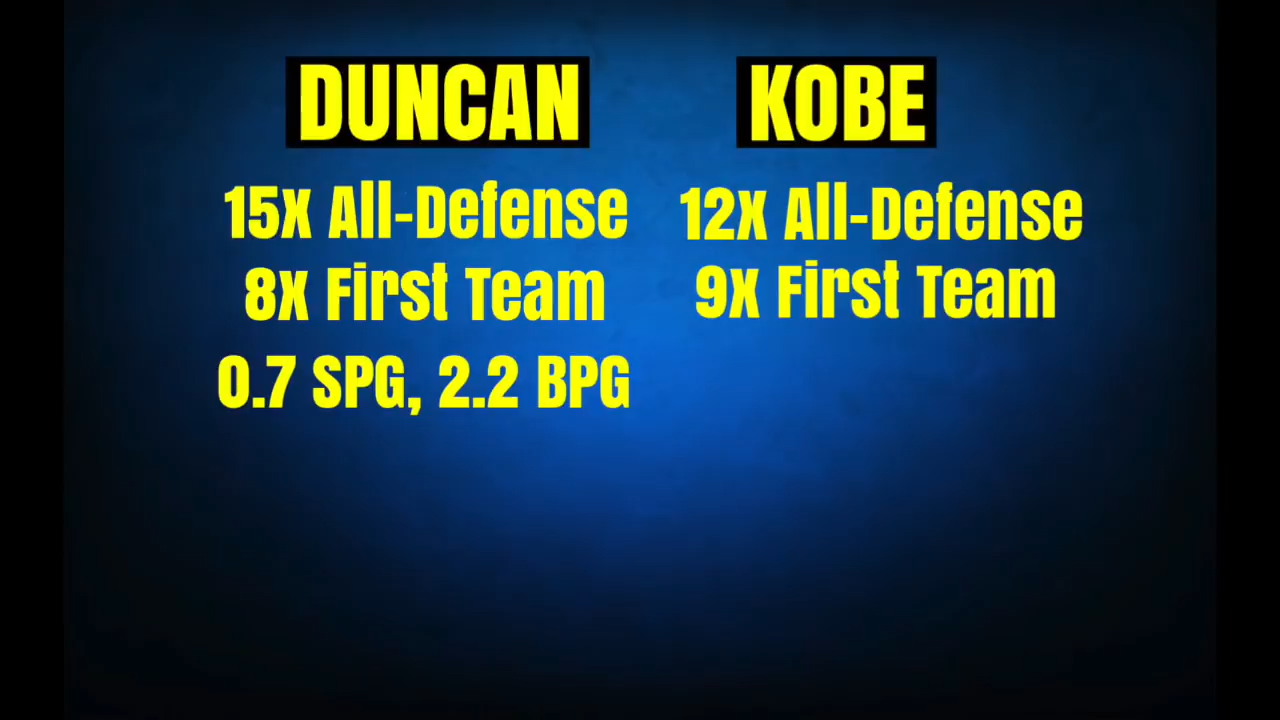 DUNCAN
KOBE
15x All-Defense
12x All-Defense
8x First Team
9x First Team
0.7 SPG, 2.2 BPG